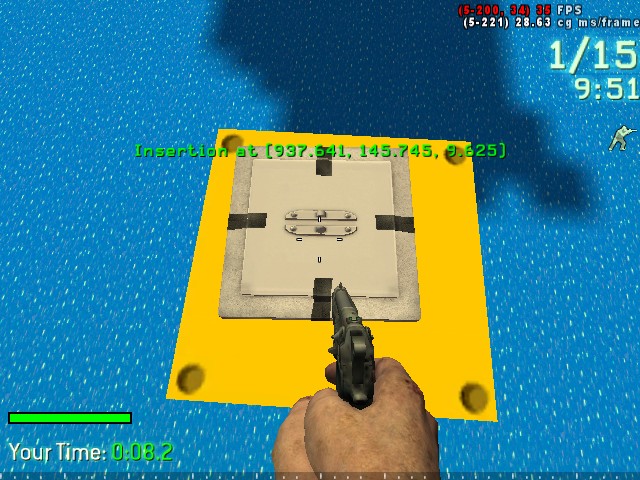 (5-200, 34) 35 FPS
(5-221) 28.63 cg ms/frame
1/15
9:51
Insertion at [937.641, 145.745, 9.625]
Your Time: 0:08.2